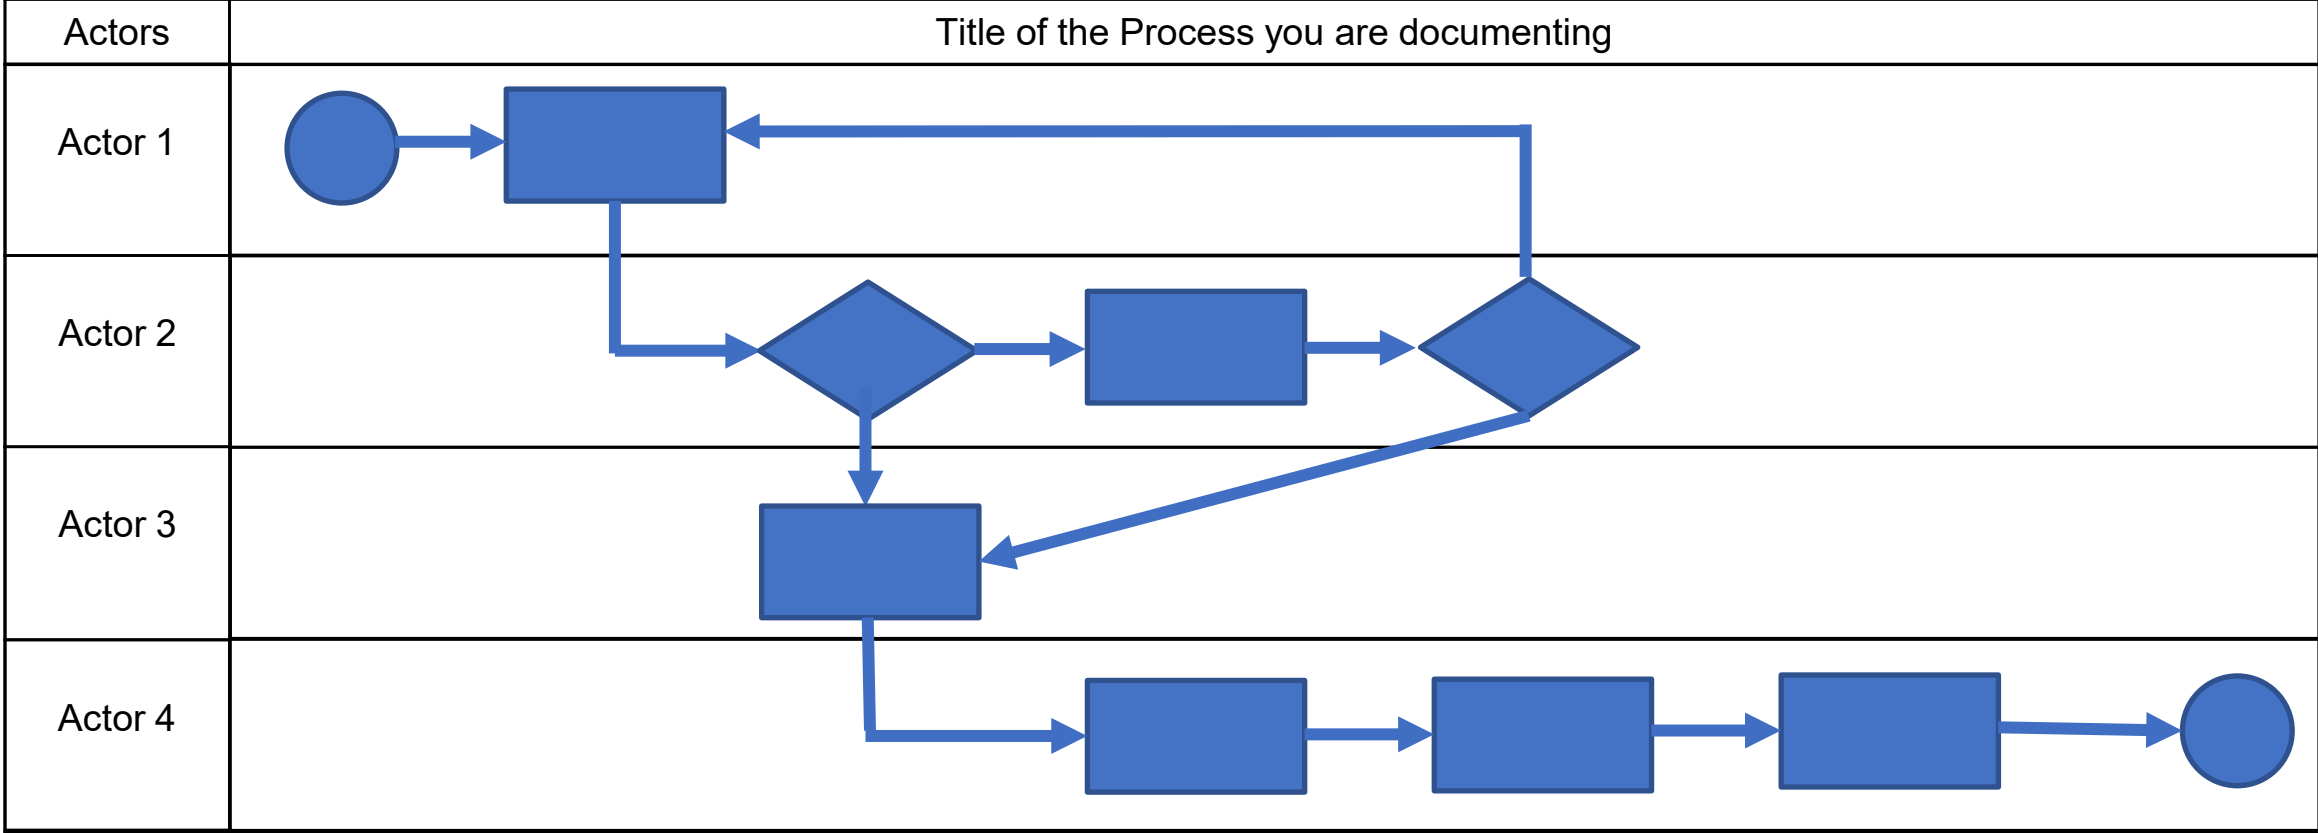 Actors
Title of the Process you are documenting
Actor 1
Actor 2
Actor 3
Actor 4